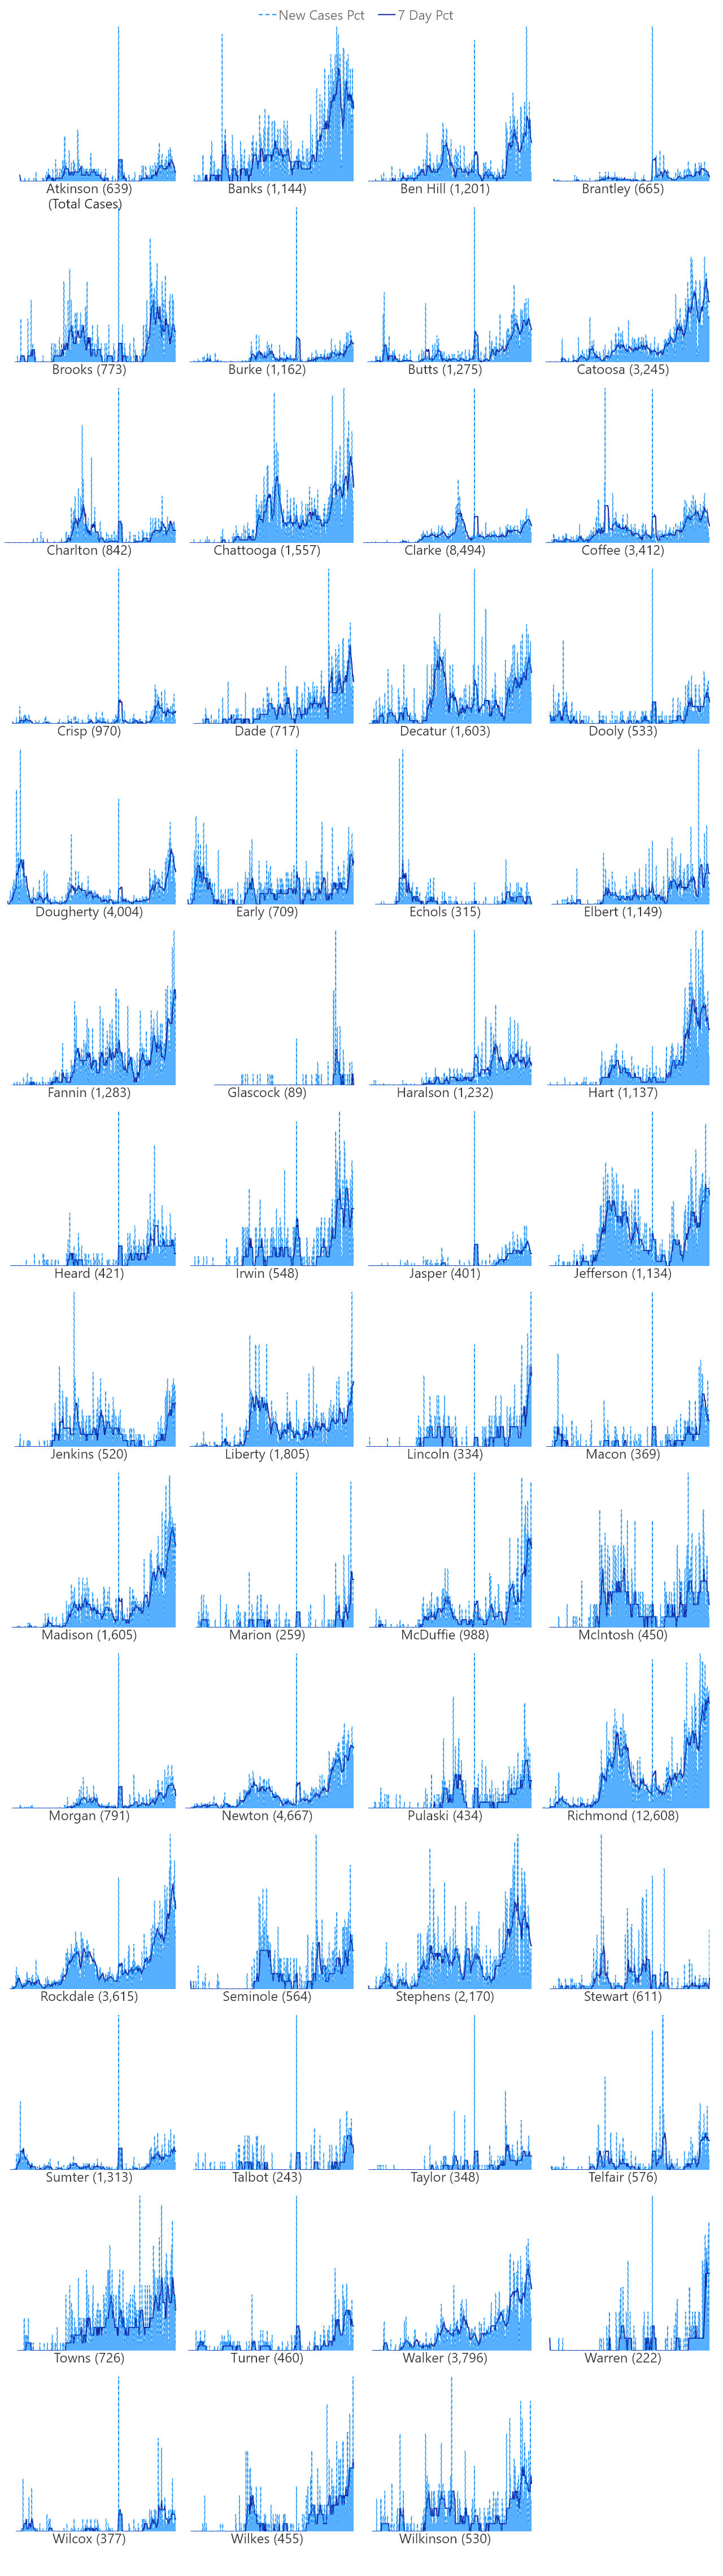 New Cases Pct 7 Day Pct
Atkinson (639) Banks (1,144) Ben Hill (1,201) Brantley (665)
(Total Cases)
Brooks (773) Burke (1,162) Butts (1,275) Catoosa (3,245)
Charlton (842) Chattooga (1,557) Clarke (8,494) Coffee (3,412)
Crisp (970) Dade (717) Decatur (1,603) Dooly (533)
Dougherty (4,004) Early (709) Echols (315) Elbert (1,149)
Fannin (1,283) Glascock (89) Haralson (1,232) Hart (1,137)
Heard (421) Irwin (548) Jasper (401) Jefferson (1,134)
Jenkins (520) Liberty (1,805) Lincoln (334) Macon (369)
Madison (1,605) Marion (259) McDuffie (988) McIntosh (450)
Morgan (791) Newton (4,667) Pulaski (434) Richmond (12,608)
Rockdale (3,615) Seminole (564) Stephens (2,170) Stewart (611)
Sumter (1,313) Talbot (243) Taylor (348) Telfair (576)
Towns (726) Turner (460) Walker (3,796) Warren (222)
Wilcox (377) Wilkes (455) Wilkinson (530)